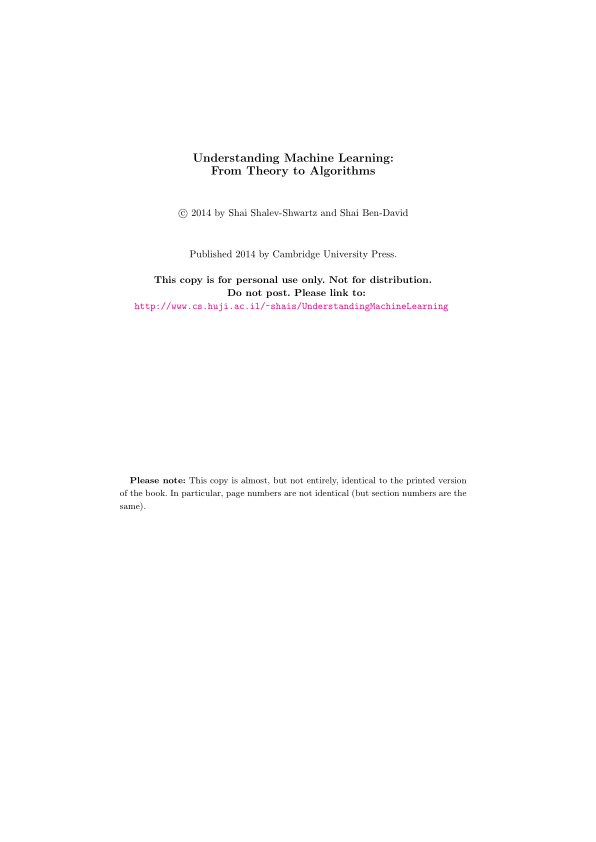 Understanding Machine Learning:
From Theory to Algorithms
© 2014 by Shai Shalev-Shwartz and Shai Ben-David
Published 2014 by Cambridge University Press.
This copy is for personal use only. Not for distribution.
Do not post. Please link to:
http://www.cs.huji.ac.il/~shais/UnderstandingMachineLearning
Please note: This copy is almost, but not entirely, identical to the printed version
of the book. In particular, page numbers are not identical (but section numbers are the
same).